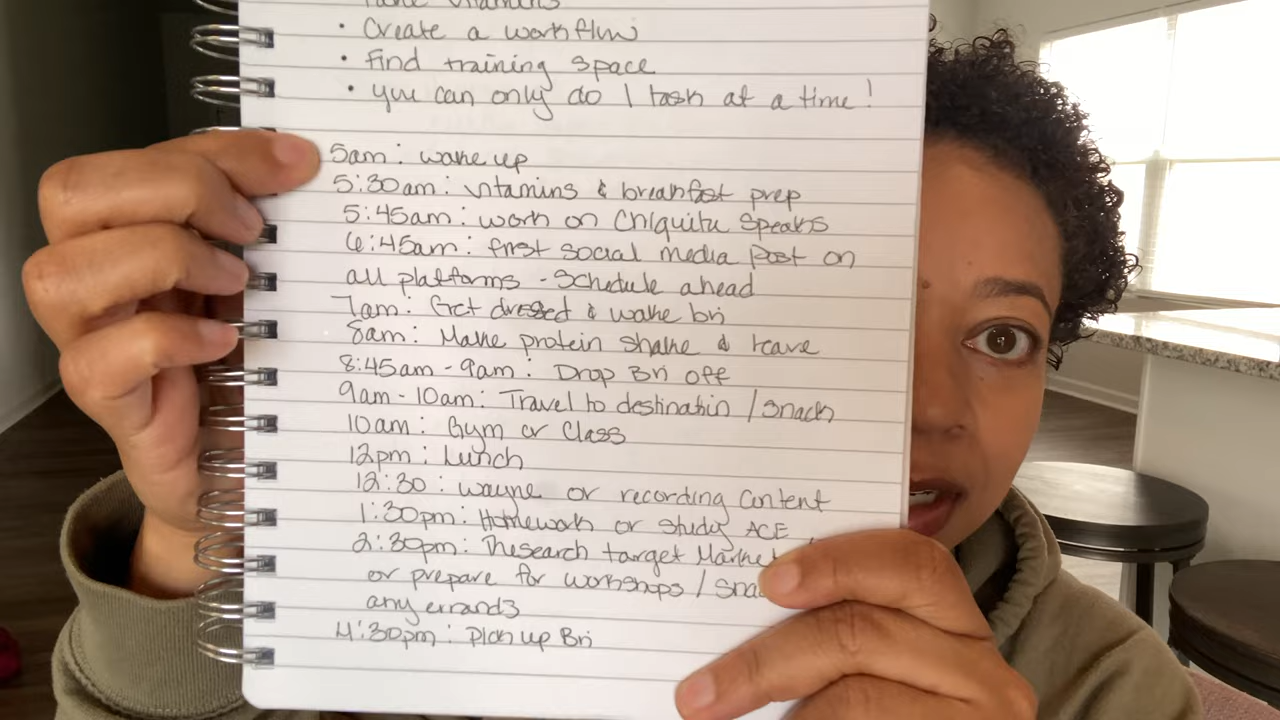 vitamins
• Create a workflow
• find training space
• you can only do 1 task at a time!
5am: wake up
5:30am: vitamins & breakfast prep
5:45am: work on Chiquita Speaks
6:45am: first social media post on
all platforms - Schedule ahead
7am: Get dressed & wake bri
8am: Make protein shake & leave
8:45am - 9am: Drop Bri off
9am - 10am: Travel to destination / snack
10am: Gym or Class
12pm: Lunch
12:30: wayne or recording content
1:30pm: Homework or study ACE
2:30pm: Research target Market
or prepare for workshops /
any errands
4:30pm: Pick up Bri